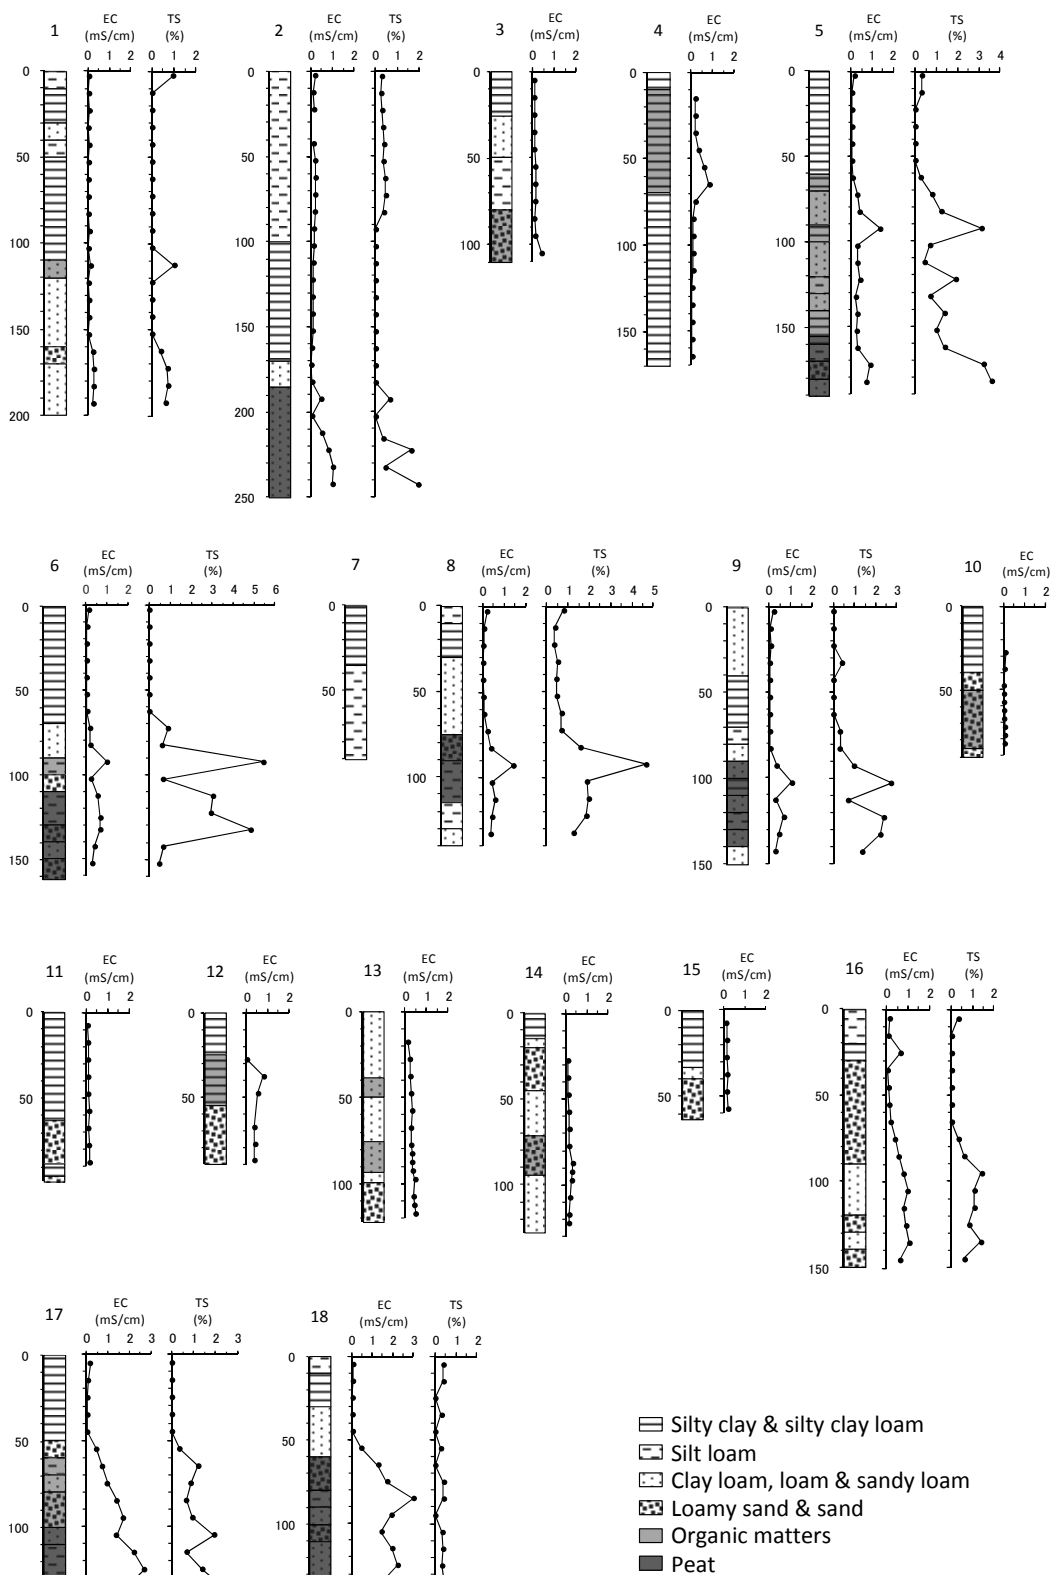 1
EC
(mS/cm)
0 1 2
TS
(%)
0 1 2
0
50
100
150
200
2
EC
(mS/cm)
0 1 2
TS
(%)
0 1 2
0
50
100
150
200
250
3
EC
(mS/cm)
0 1 2
0
50
100
4
EC
(mS/cm)
0 1 2
0
50
100
150
5
EC
(mS/cm)
0 1 2
TS
(%)
0 1 2 3 4
0
50
100
150
6
EC
(mS/cm)
0 1 2
TS
(%)
0 1 2 3 4 5 6
0
50
100
150
7
0
50
8
EC
(mS/cm)
0 1 2
TS
(%)
0 1 2 3 4 5
0
50
100
9
EC
(mS/cm)
0 1 2
TS
(%)
0 1 2 3
0
50
100
150
10
EC
(mS/cm)
0 1 2
0
50
11
EC
(mS/cm)
0 1 2
0
50
12
EC
(mS/cm)
0 1 2
0
50
13
EC
(mS/cm)
0 1 2
0
50
100
14
EC
(mS/cm)
0 1 2
0
50
100
15
EC
(mS/cm)
0 1 2
0
50
16
EC
(mS/cm)
0 1 2
TS
(%)
0 1 2
0
50
100
150
17
EC
(mS/cm)
0 1 2 3
TS
(%)
0 1 2 3
0
50
100
18
EC
(mS/cm)
0 1 2 3
TS
(%)
0 1 2
0
50
100
Silty clay & silty clay loam
Silt loam
Clay loam, loam & sandy loam
Loamy sand & sand
Organic matters
Peat